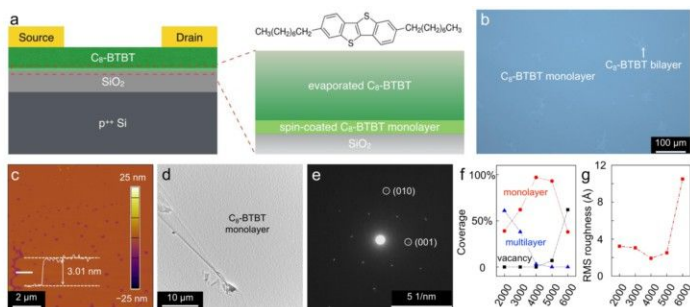 a
Source
Drain
C₈-BTBT
SiO₂
p⁺⁺ Si
CH₃(CH₂)₆H₂C
S
S
CH₂(CH₂)₆CH₃
evaporated C₈-BTBT
spin-coated C₈-BTBT monolayer
SiO₂
b
C₈-BTBT monolayer
C₈-BTBT bilayer
100 μm
c
25 nm
3.01 nm
−25 nm
2 μm
d
C₈-BTBT
monolayer
10 μm
e
(010)
(001)
5 1/nm
f
Coverage
100%
50%
0
monolayer
multilayer
vacancy
2000
3000
4000
5000
6000
g
RMS roughness (Å)
12
8
4
0
2000
3000
4000
5000
6000